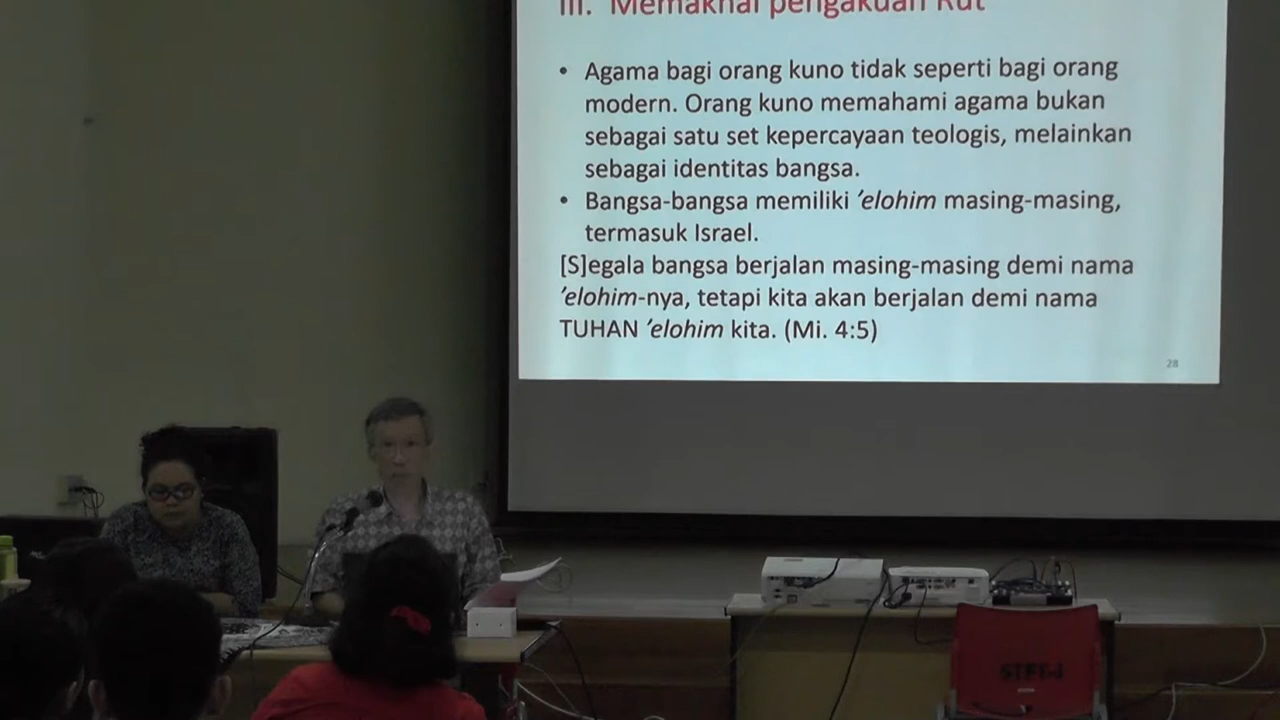 III. Memaknai pengakuan Rut
• Agama bagi orang kuno tidak seperti bagi orang
modern. Orang kuno memahami agama bukan
sebagai satu set kepercayaan teologis, melainkan
sebagai identitas bangsa.
• Bangsa-bangsa memiliki ’elohim masing-masing,
termasuk Israel.
[S]egala bangsa berjalan masing-masing demi nama
’elohim-nya, tetapi kita akan berjalan demi nama
TUHAN ’elohim kita. (Mi. 4:5)
28
STFT-J